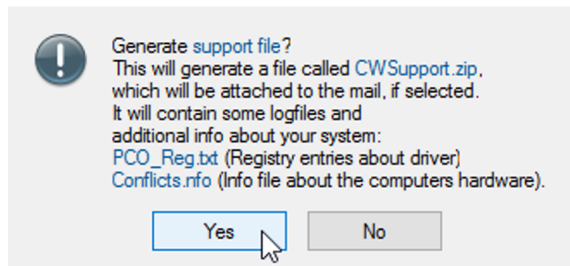 Generate support file?
This will generate a file called CWSupport.zip,
which will be attached to the mail, if selected.
It will contain some logfiles and
additional info about your system:
PCO_Reg.txt (Registry entries about driver)
Conflicts.nfo (Info file about the computers hardware).
Yes
No